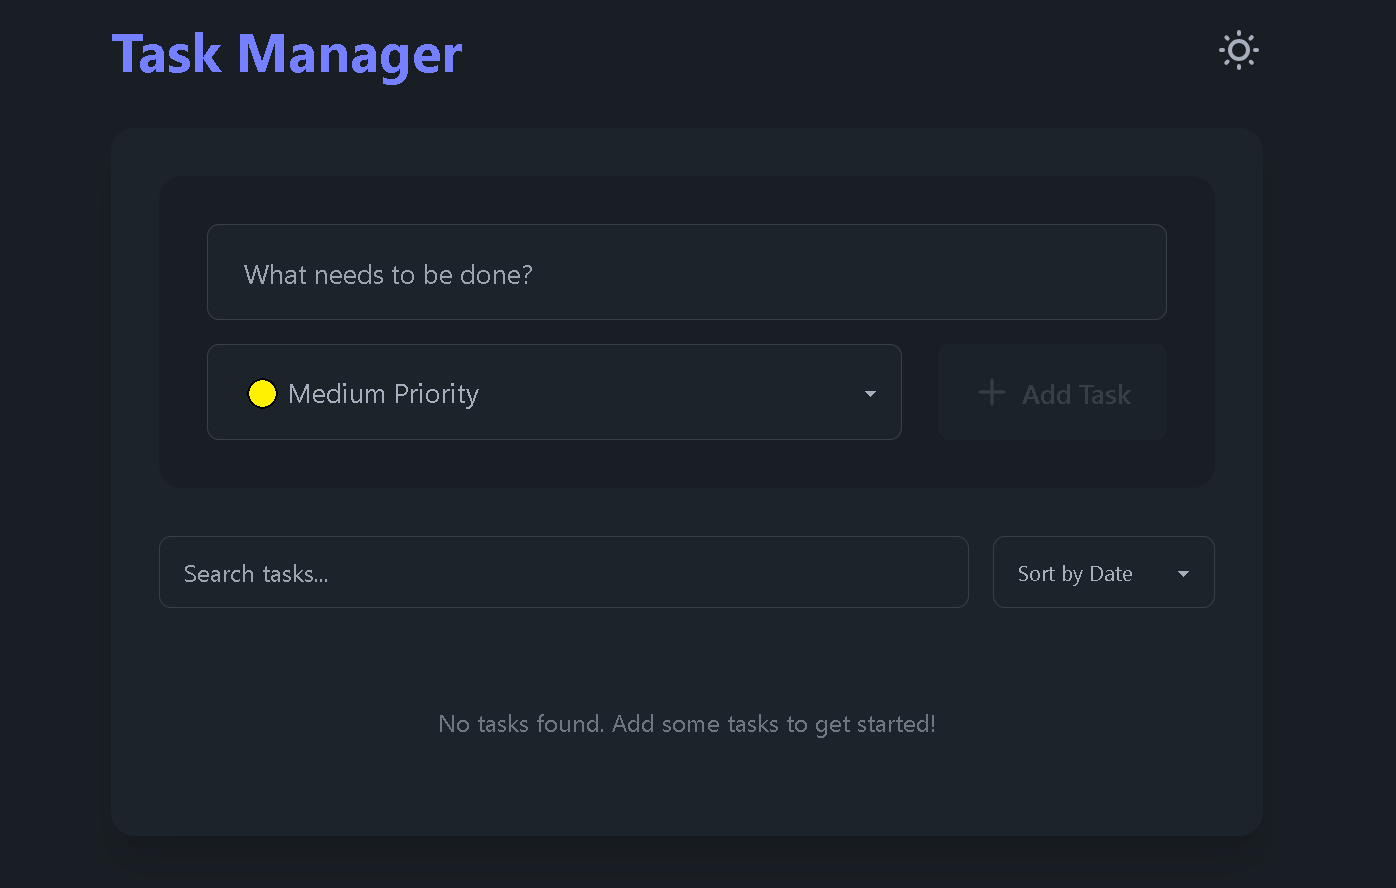 Task Manager
What needs to be done?
Medium Priority
Add Task
Search tasks...
Sort by Date
No tasks found. Add some tasks to get started!